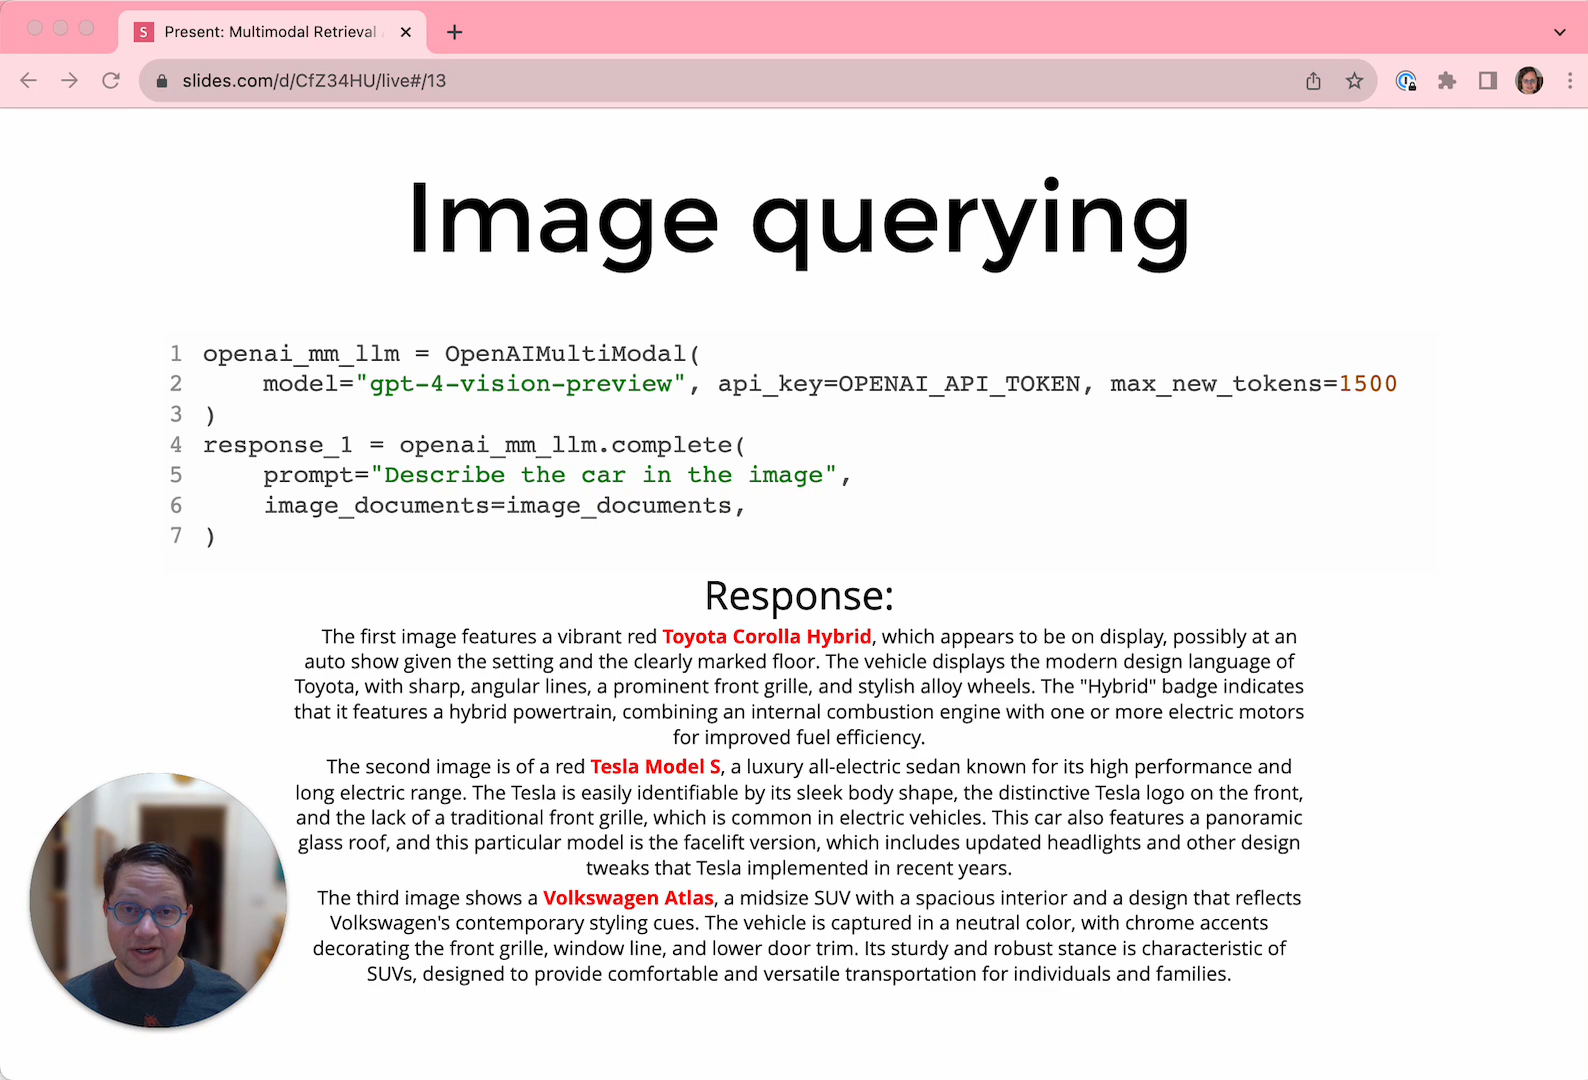 S Present: Multimodal Retrieval
slides.com/d/CfZ34HU/live#/13
Image querying
1 openai_mm_llm = OpenAIMultiModal(
2     model="gpt-4-vision-preview", api_key=OPENAI_API_TOKEN, max_new_tokens=1500
3 )
4 response_1 = openai_mm_llm.complete(
5     prompt="Describe the car in the image",
6     image_documents=image_documents,
7 )
Response:
The first image features a vibrant red Toyota Corolla Hybrid, which appears to be on display, possibly at an
auto show given the setting and the clearly marked floor. The vehicle displays the modern design language of
Toyota, with sharp, angular lines, a prominent front grille, and stylish alloy wheels. The "Hybrid" badge indicates
that it features a hybrid powertrain, combining an internal combustion engine with one or more electric motors
for improved fuel efficiency.
The second image is of a red Tesla Model S, a luxury all-electric sedan known for its high performance and
long electric range. The Tesla is easily identifiable by its sleek body shape, the distinctive Tesla logo on the front,
and the lack of a traditional front grille, which is common in electric vehicles. This car also features a panoramic
glass roof, and this particular model is the facelift version, which includes updated headlights and other design
tweaks that Tesla implemented in recent years.
The third image shows a Volkswagen Atlas, a midsize SUV with a spacious interior and a design that reflects
Volkswagen's contemporary styling cues. The vehicle is captured in a neutral color, with chrome accents
decorating the front grille, window line, and lower door trim. Its sturdy and robust stance is characteristic of
SUVs, designed to provide comfortable and versatile transportation for individuals and families.